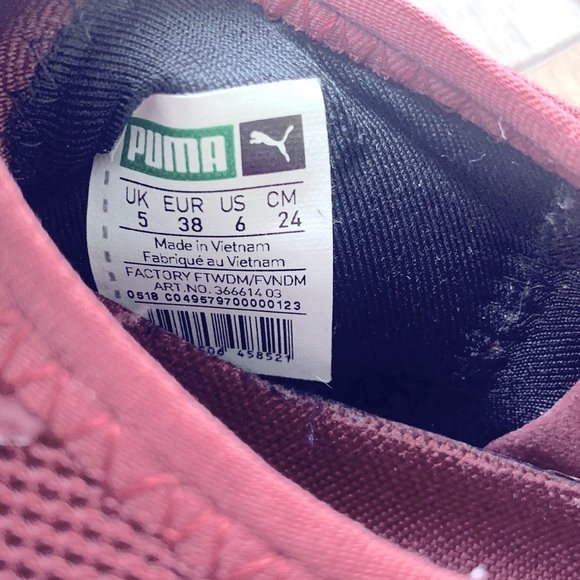 PUMA
UK EUR US CM
5 38 6 24
Made in Vietnam
Fabriqué au Vietnam
FACTORY FTWDM/FVNDM
ART.NO. 366614 03
0518 C049579700000123
458521